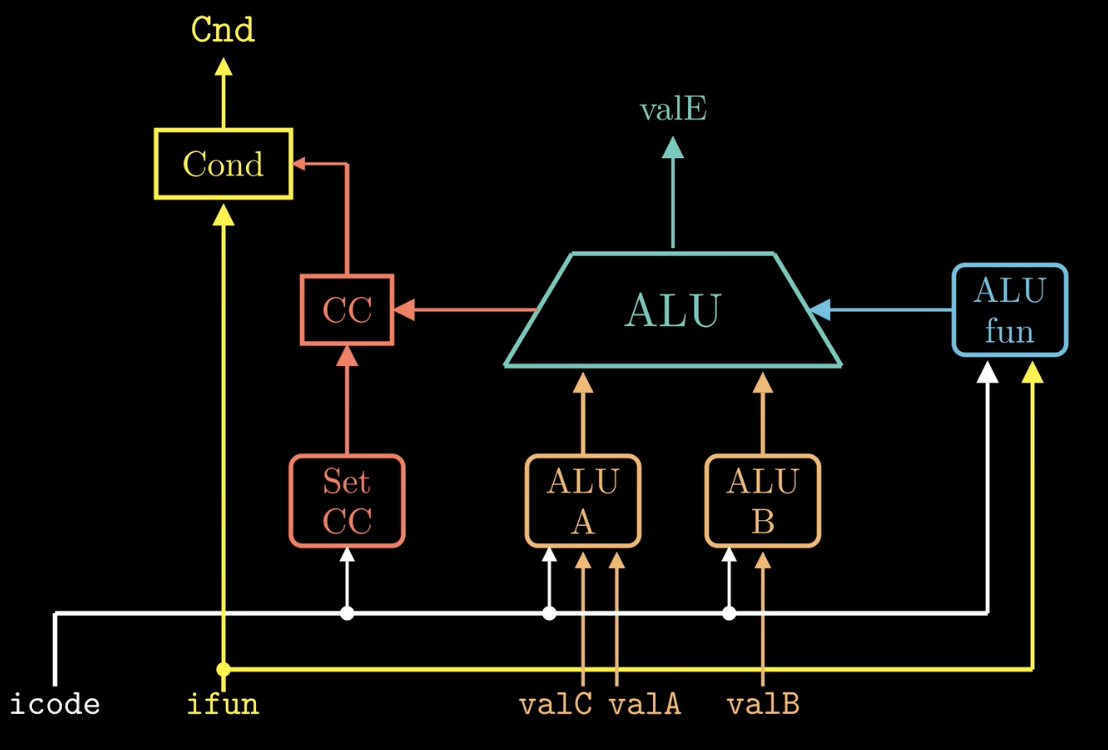 Cnd
valE
Cond
CC
ALU
ALU
fun
Set
CC
ALU
A
ALU
B
icode
ifun
valC
valA
valB